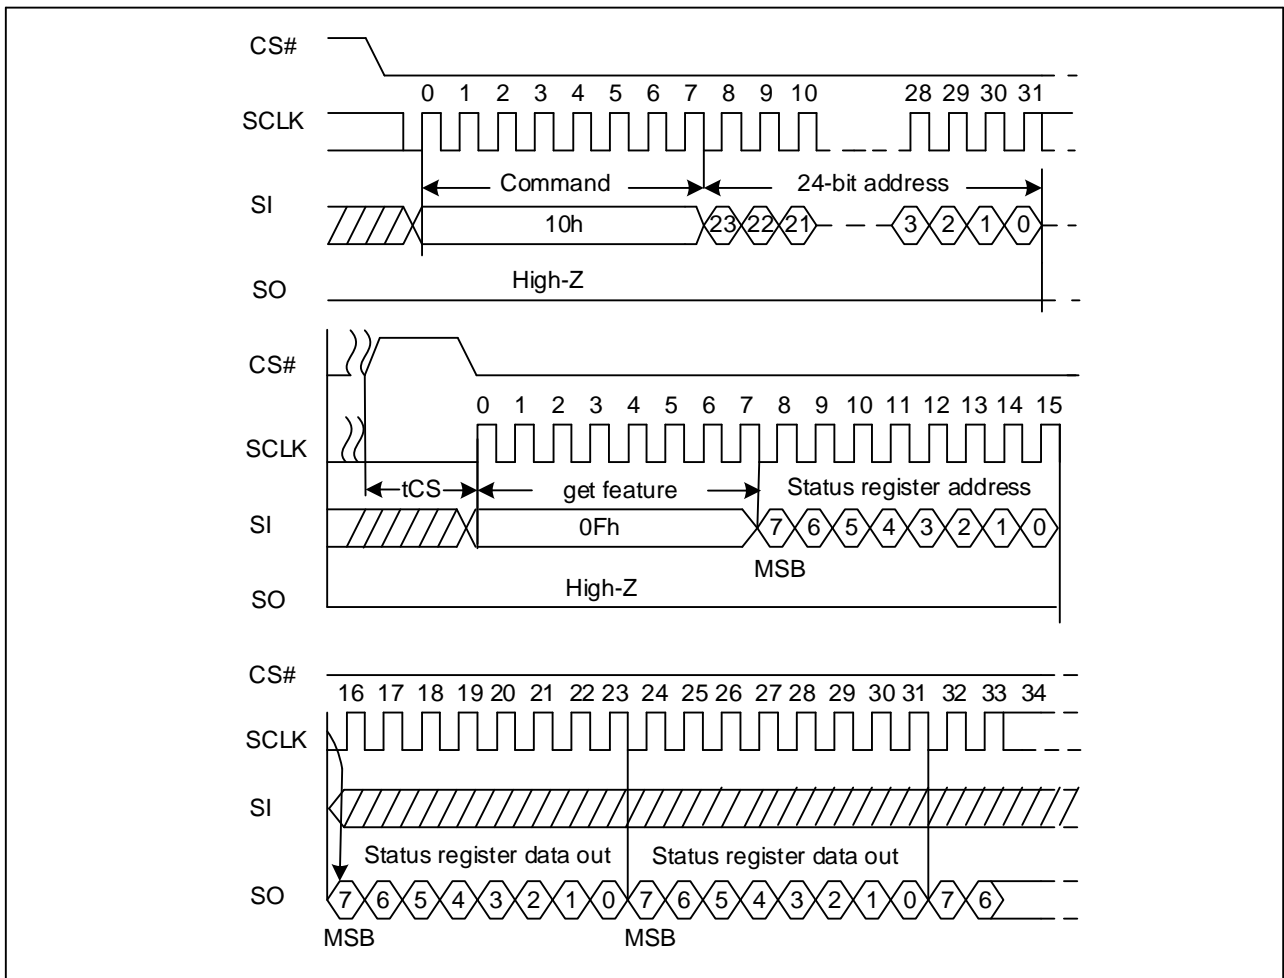 CS#
0 1 2 3 4 5 6 7 8 9 10 28 29 30 31
SCLK
Command 24-bit address
SI
10h 23 22 21 3 2 1 0
High-Z
SO
CS#
0 1 2 3 4 5 6 7 8 9 10 11 12 13 14 15
SCLK
tCS get feature Status register address
SI
0Fh 7 6 5 4 3 2 1 0
MSB
High-Z
SO
CS#
16 17 18 19 20 21 22 23 24 25 26 27 28 29 30 31 32 33 34
SCLK
SI
Status register data out Status register data out
SO 7 6 5 4 3 2 1 0 7 6 5 4 3 2 1 0 7 6
MSB MSB